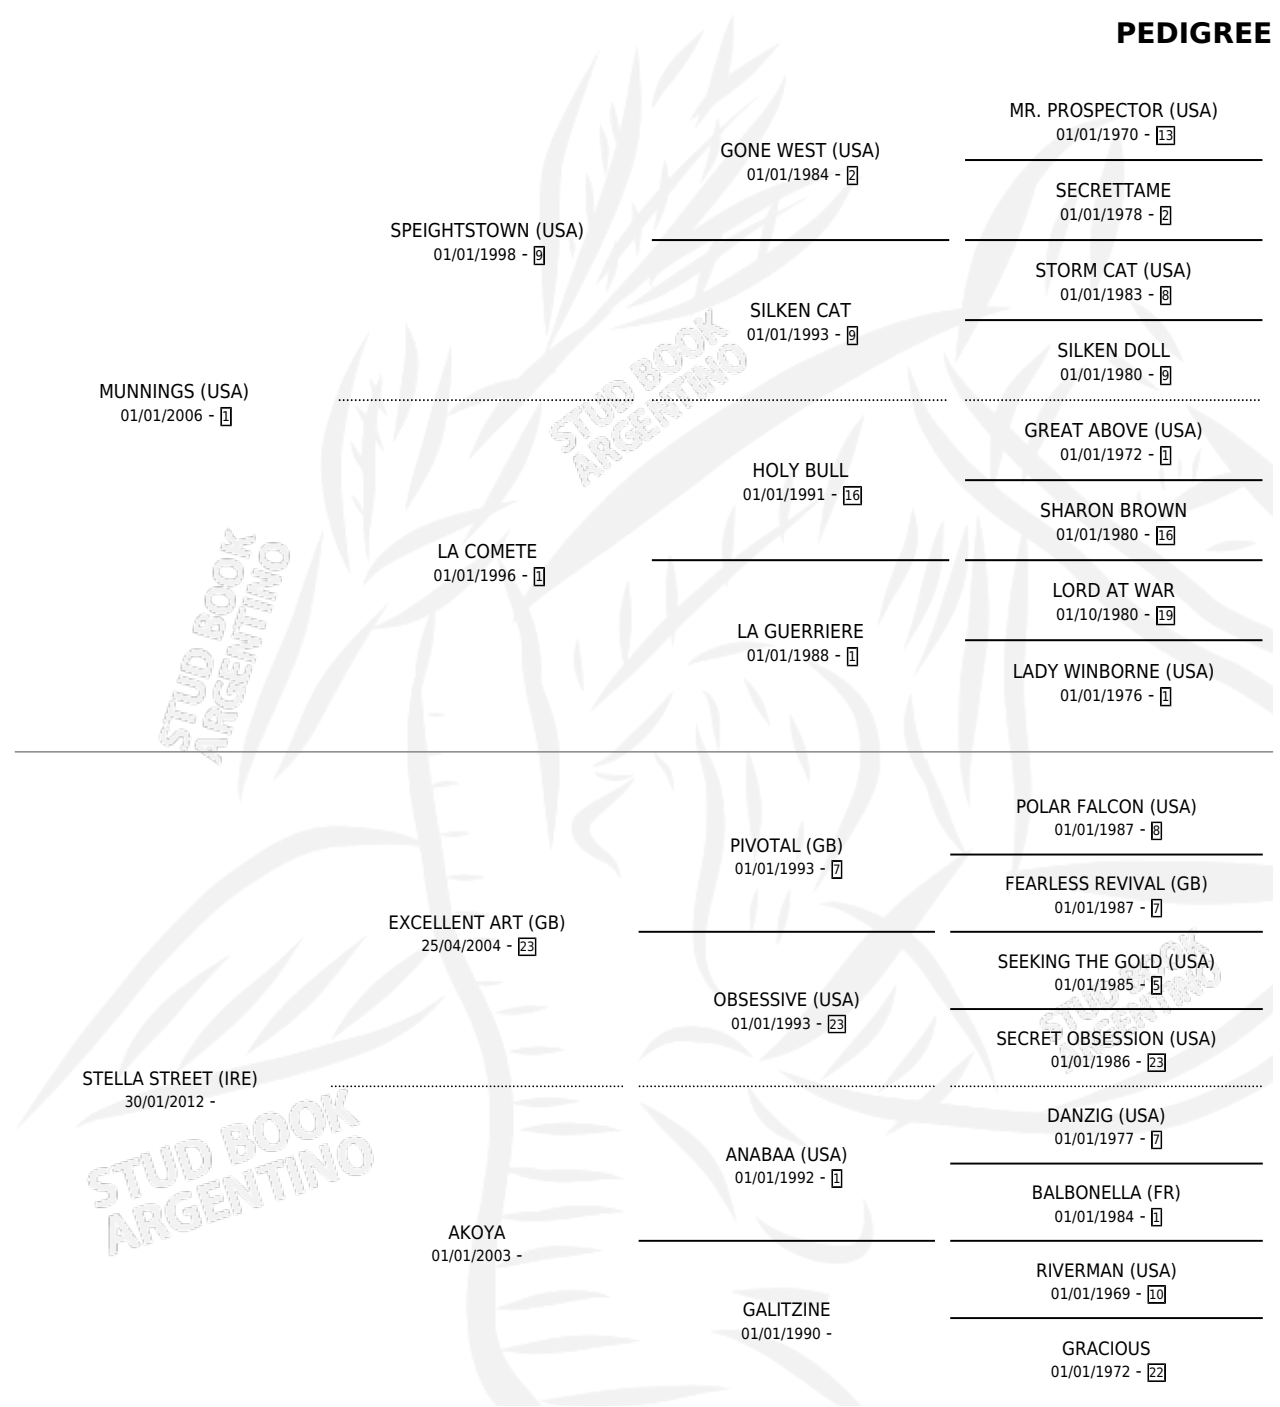 PEDIGREE
MR. PROSPECTOR (USA)
01/01/1970 - 13
GONE WEST (USA)
01/01/1984 - 2
SECRETTAME
01/01/1978 - 2
SPEIGHTSTOWN (USA)
01/01/1998 - 9
STORM CAT (USA)
01/01/1983 - 8
SILKEN CAT
01/01/1993 - 9
SILKEN DOLL
01/01/1980 - 9
MUNNINGS (USA)
01/01/2006 - 1
GREAT ABOVE (USA)
01/01/1972 - 1
HOLY BULL
01/01/1991 - 16
SHARON BROWN
01/01/1980 - 16
LA COMETE
01/01/1996 - 1
LORD AT WAR
01/10/1980 - 19
LA GUERRIERE
01/01/1988 - 1
LADY WINBORNE (USA)
01/01/1976 - 1
POLAR FALCON (USA)
01/01/1987 - 8
PIVOTAL (GB)
01/01/1993 - 7
FEARLESS REVIVAL (GB)
01/01/1987 - 7
EXCELLENT ART (GB)
25/04/2004 - 23
SEEKING THE GOLD (USA)
01/01/1985 - 5
OBSESSIVE (USA)
01/01/1993 - 23
SECRET OBSESSION (USA)
01/01/1986 - 23
STELLA STREET (IRE)
30/01/2012 -
DANZIG (USA)
01/01/1977 - 7
ANABAA (USA)
01/01/1992 - 1
BALBONELLA (FR)
01/01/1984 - 1
AKOYA
01/01/2003 -
RIVERMAN (USA)
01/01/1969 - 10
GALITZINE
01/01/1990 -
GRACIOUS
01/01/1972 - 22
STUD BOOK
ARGENTINO
STUD BOOK
ARGENTINO
STUD BOOK
ARGENTINO
STUD BOOK
ARGENTINO